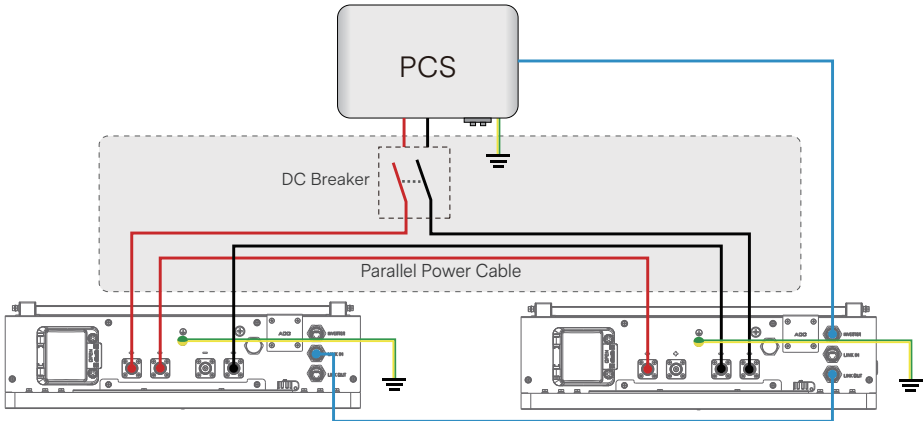 PCS
DC Breaker
Parallel Power Cable
ADD
INVERTER
LINK IN
LINK OUT
ADD
INVERTER
LINK IN
LINK OUT